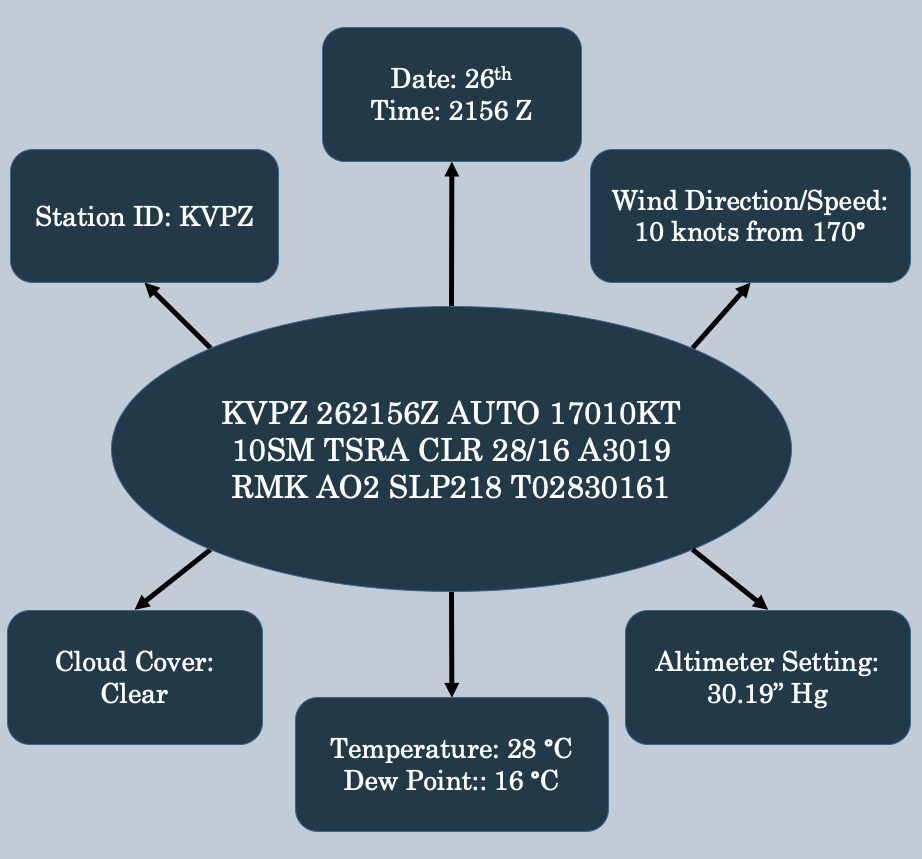 Date: 26th
Time: 2156 Z
Station ID: KVPZ
Wind Direction/Speed:
10 knots from 170°
KVPZ 262156Z AUTO 17010KT
10SM TSRA CLR 28/16 A3019
RMK AO2 SLP218 T02830161
Cloud Cover:
Clear
Altimeter Setting:
30.19” Hg
Temperature: 28 °C
Dew Point:: 16 °C